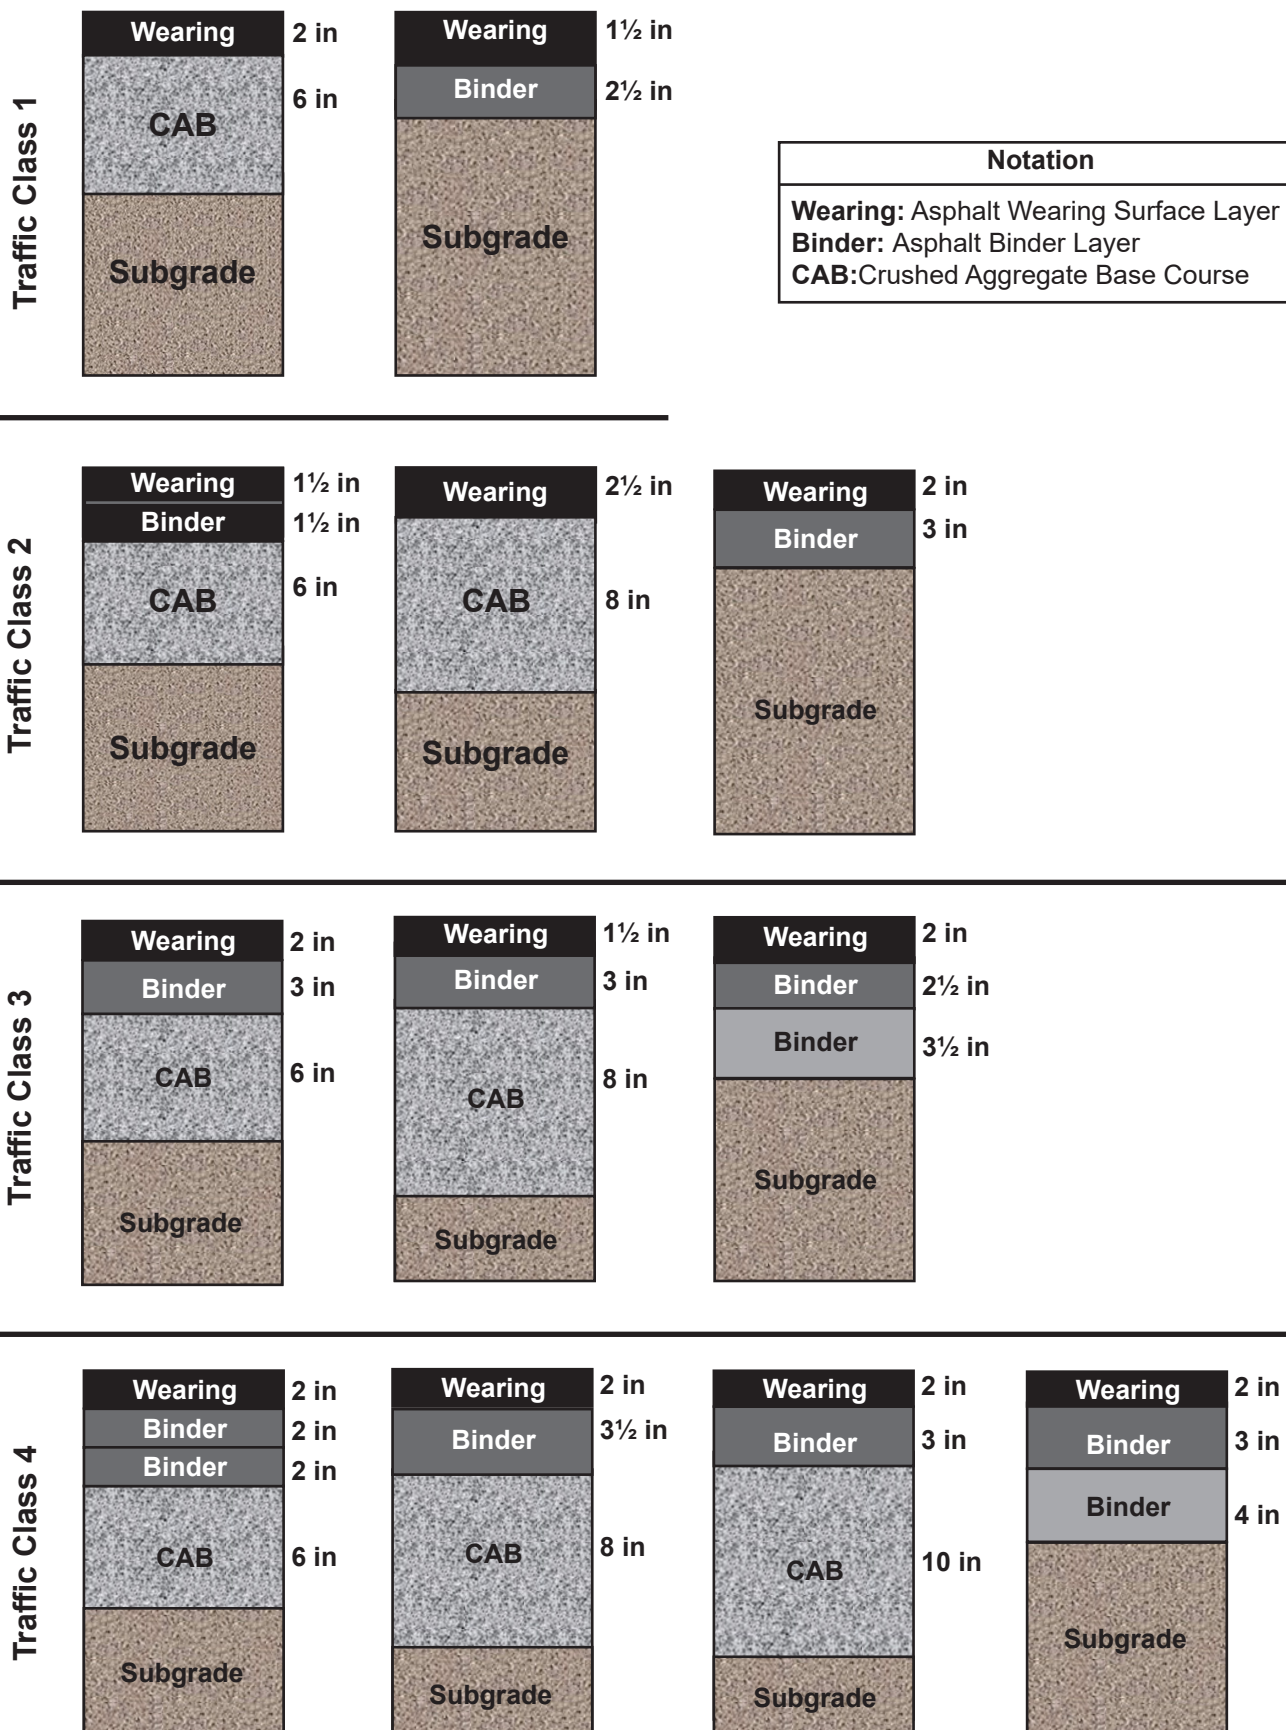 Traffic Class 1
Wearing 2 in
CAB 6 in
Subgrade
Wearing 1½ in
Binder 2½ in
Subgrade
Notation
Wearing: Asphalt Wearing Surface Layer
Binder: Asphalt Binder Layer
CAB:Crushed Aggregate Base Course
Traffic Class 2
Wearing 1½ in
Binder 1½ in
CAB 6 in
Subgrade
Wearing 2½ in
CAB 8 in
Subgrade
Wearing 2 in
Binder 3 in
Subgrade
Traffic Class 3
Wearing 2 in
Binder 3 in
CAB 6 in
Subgrade
Wearing 1½ in
Binder 3 in
CAB 8 in
Subgrade
Wearing 2 in
Binder 2½ in
Binder 3½ in
Subgrade
Traffic Class 4
Wearing 2 in
Binder 2 in
Binder 2 in
CAB 6 in
Subgrade
Wearing 2 in
Binder 3½ in
CAB 8 in
Subgrade
Wearing 2 in
Binder 3 in
CAB 10 in
Subgrade
Wearing 2 in
Binder 3 in
Binder 4 in
Subgrade